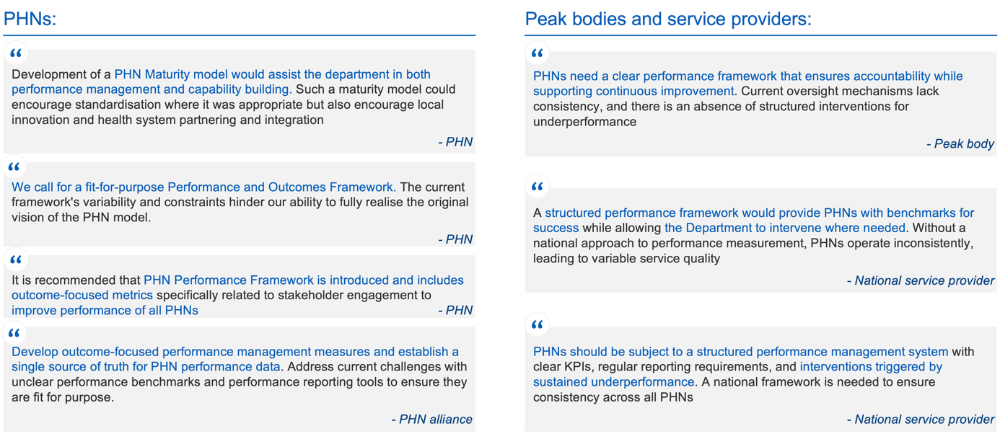 PHNs:
“
Development of a PHN Maturity model would assist the department in both
performance management and capability building. Such a maturity model could
encourage standardisation where it was appropriate but also encourage local
innovation and health system partnering and integration
- PHN
“
We call for a fit-for-purpose Performance and Outcomes Framework. The current
framework's variability and constraints hinder our ability to fully realise the original
vision of the PHN model.
- PHN
“
It is recommended that PHN Performance Framework is introduced and includes
outcome-focused metrics specifically related to stakeholder engagement to
improve performance of all PHNs
- PHN
“
Develop outcome-focused performance management measures and establish a
single source of truth for PHN performance data. Address current challenges with
unclear performance benchmarks and performance reporting tools to ensure they
are fit for purpose.
- PHN alliance
Peak bodies and service providers:
“
PHNs need a clear performance framework that ensures accountability while
supporting continuous improvement. Current oversight mechanisms lack
consistency, and there is an absence of structured interventions for
underperformance
- Peak body
“
A structured performance framework would provide PHNs with benchmarks for
success while allowing the Department to intervene where needed. Without a
national approach to performance measurement, PHNs operate inconsistently,
leading to variable service quality
- National service provider
“
PHNs should be subject to a structured performance management system with
clear KPIs, regular reporting requirements, and interventions triggered by
sustained underperformance. A national framework is needed to ensure
consistency across all PHNs
- National service provider